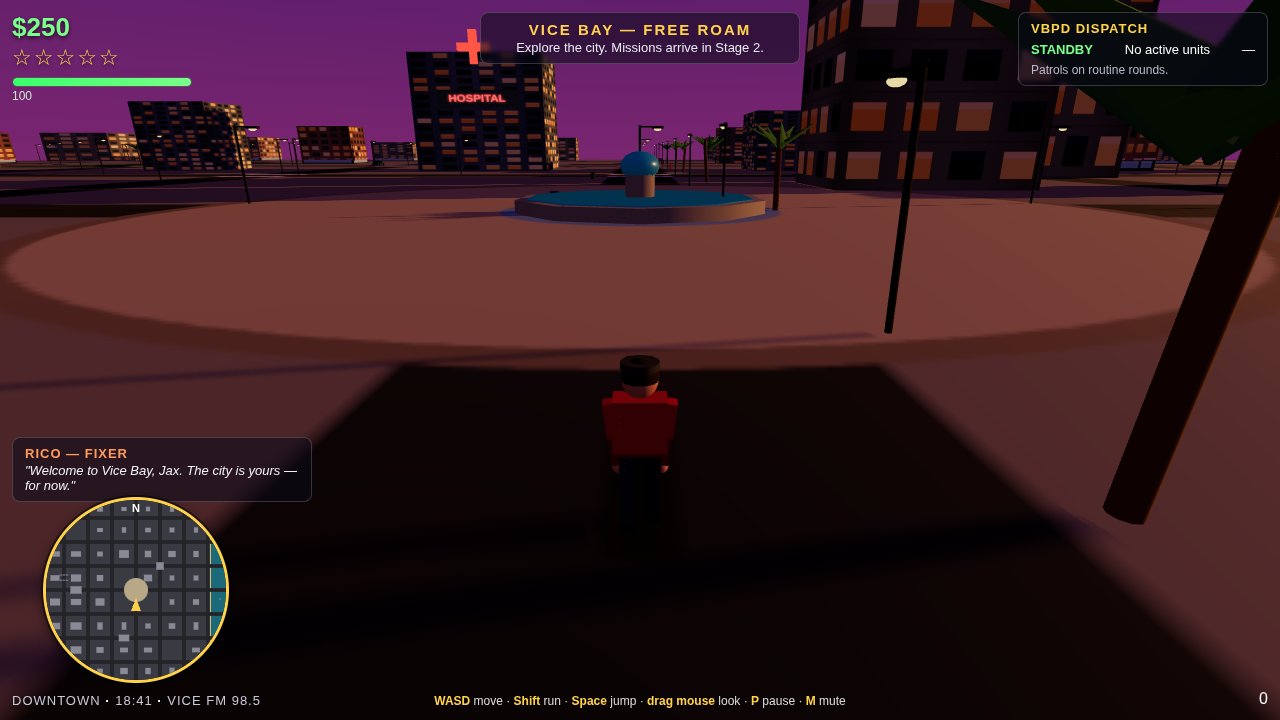 $250
☆☆☆☆☆
100
VICE BAY — FREE ROAM
Explore the city. Missions arrive in Stage 2.
VBPD DISPATCH
STANDBY No active units —
Patrols on routine rounds.
HOSPITAL
RICO — FIXER
"Welcome to Vice Bay, Jax. The city is yours —
for now."
N
DOWNTOWN · 18:41 · VICE FM 98.5
WASD move · Shift run · Space jump · drag mouse look · P pause · M mute
0